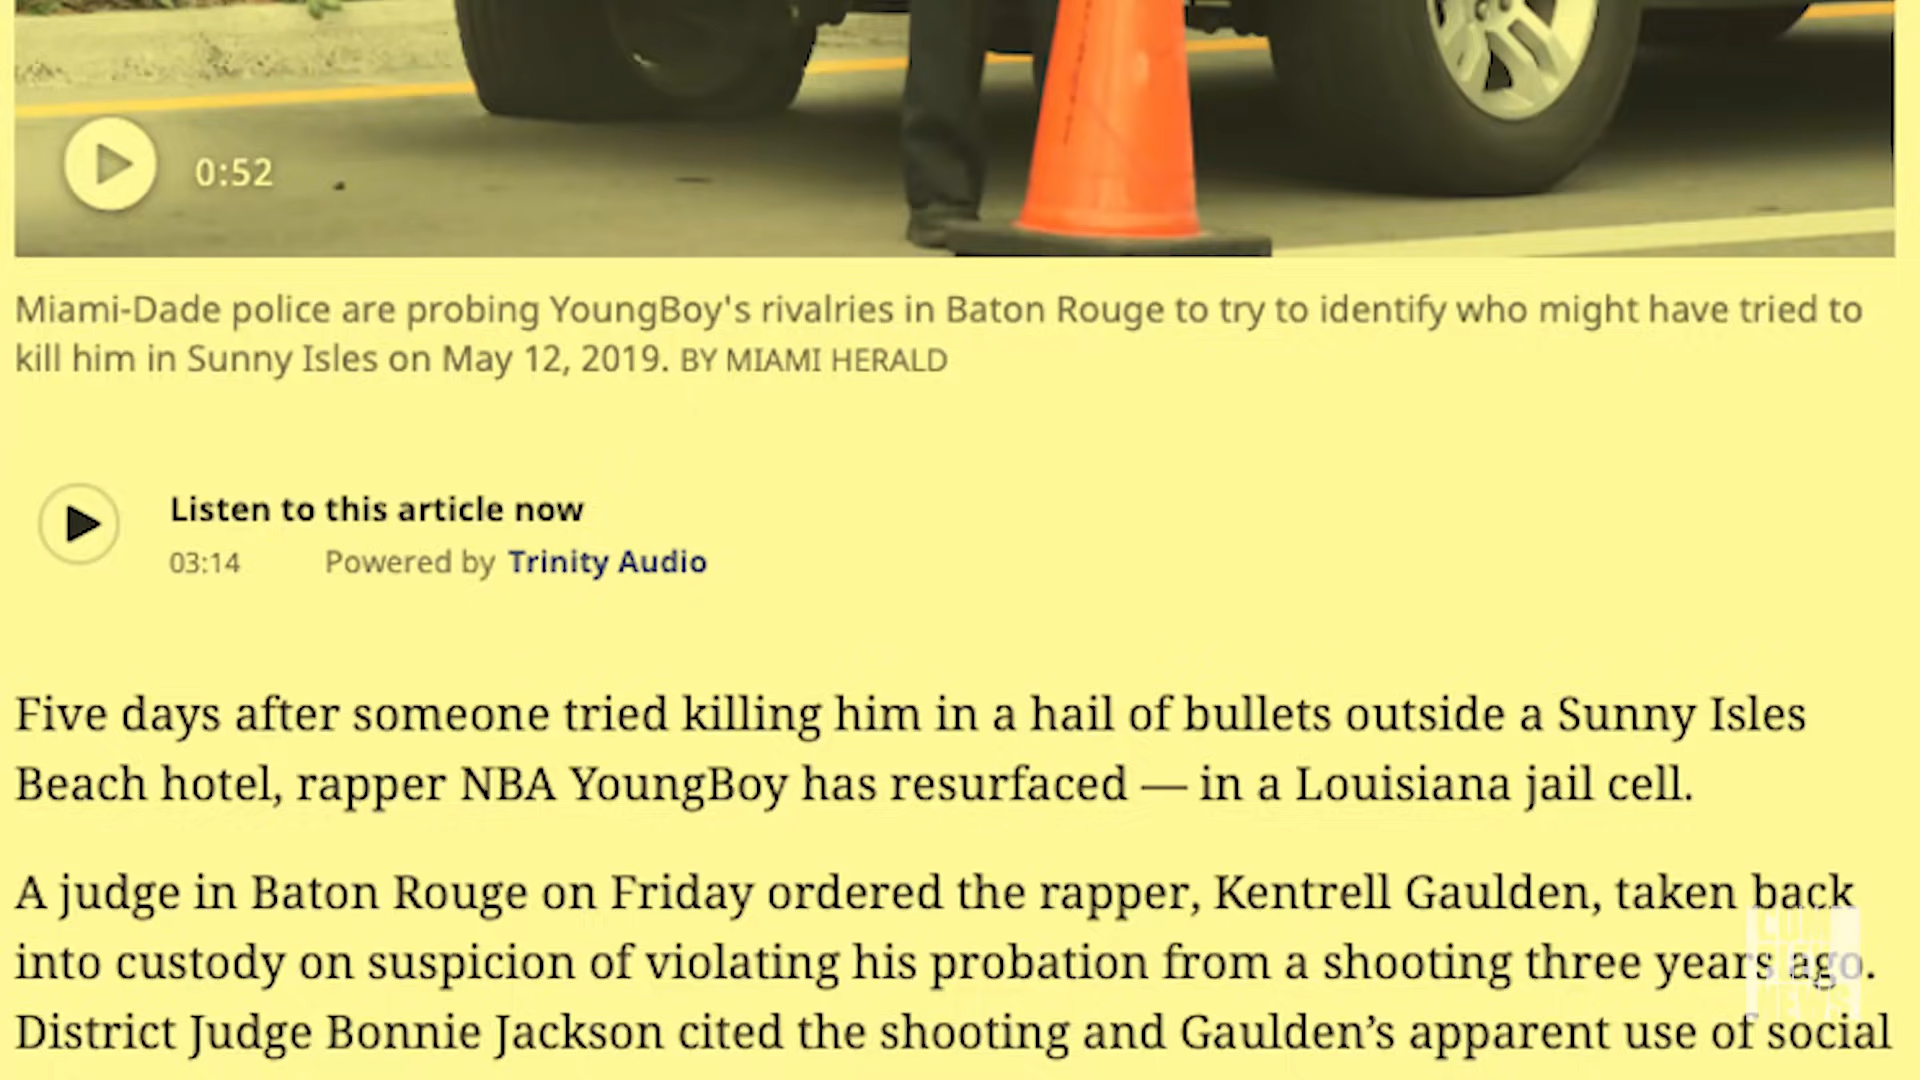 0:52
Miami-Dade police are probing YoungBoy's rivalries in Baton Rouge to try to identify who might have tried to
kill him in Sunny Isles on May 12, 2019. BY MIAMI HERALD
Listen to this article now
03:14 Powered by Trinity Audio
Five days after someone tried killing him in a hail of bullets outside a Sunny Isles
Beach hotel, rapper NBA YoungBoy has resurfaced — in a Louisiana jail cell.
A judge in Baton Rouge on Friday ordered the rapper, Kentrell Gaulden, taken back
into custody on suspicion of violating his probation from a shooting three years ago.
District Judge Bonnie Jackson cited the shooting and Gaulden’s apparent use of social